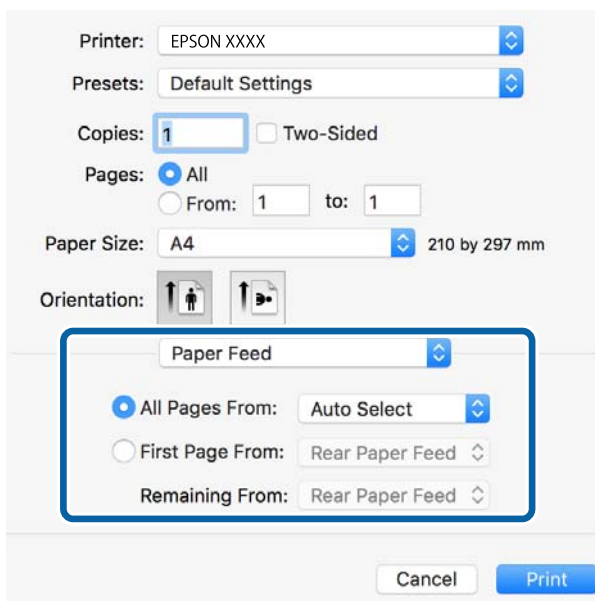 Printer: EPSON XXXX
Presets: Default Settings
Copies: 1 Two-Sided
Pages: All
From: 1 to: 1
Paper Size: A4 210 by 297 mm
Orientation:
Paper Feed
All Pages From: Auto Select
First Page From: Rear Paper Feed
Remaining From: Rear Paper Feed
Cancel Print